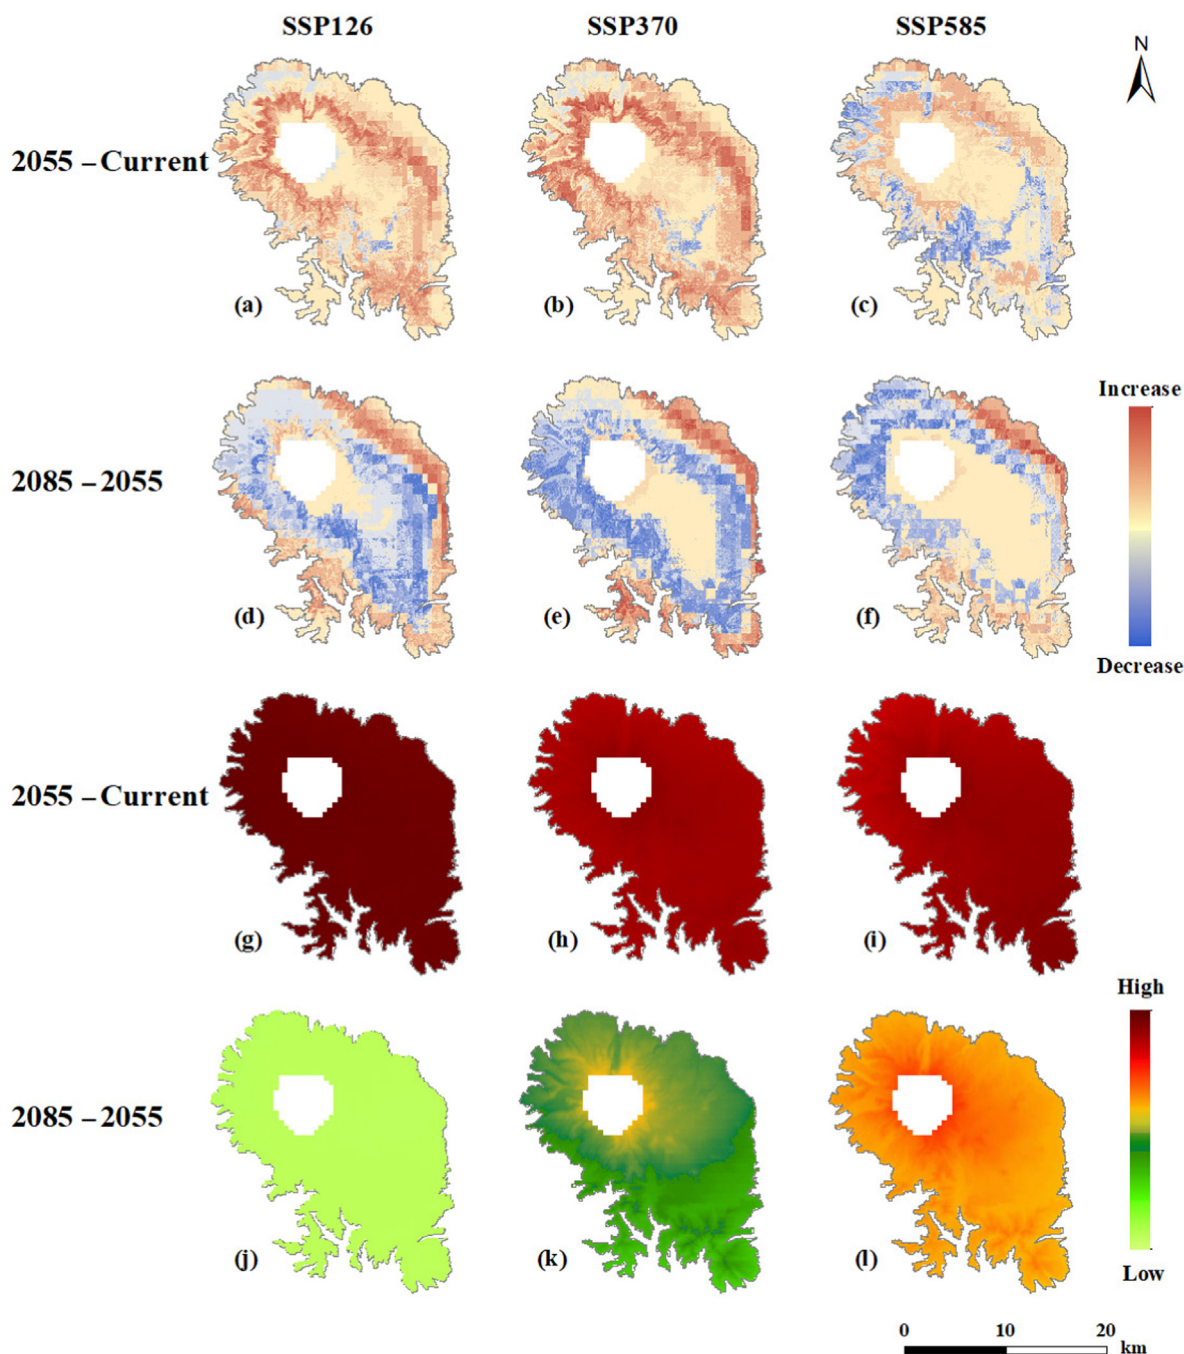 SSP126 SSP370 SSP585
N
2055 – Current
(a) (b) (c)
Increase
2085 – 2055
(d) (e) (f)
Decrease
2055 – Current
(g) (h) (i)
High
2085 – 2055
(j) (k) (l)
Low
0 10 20
km